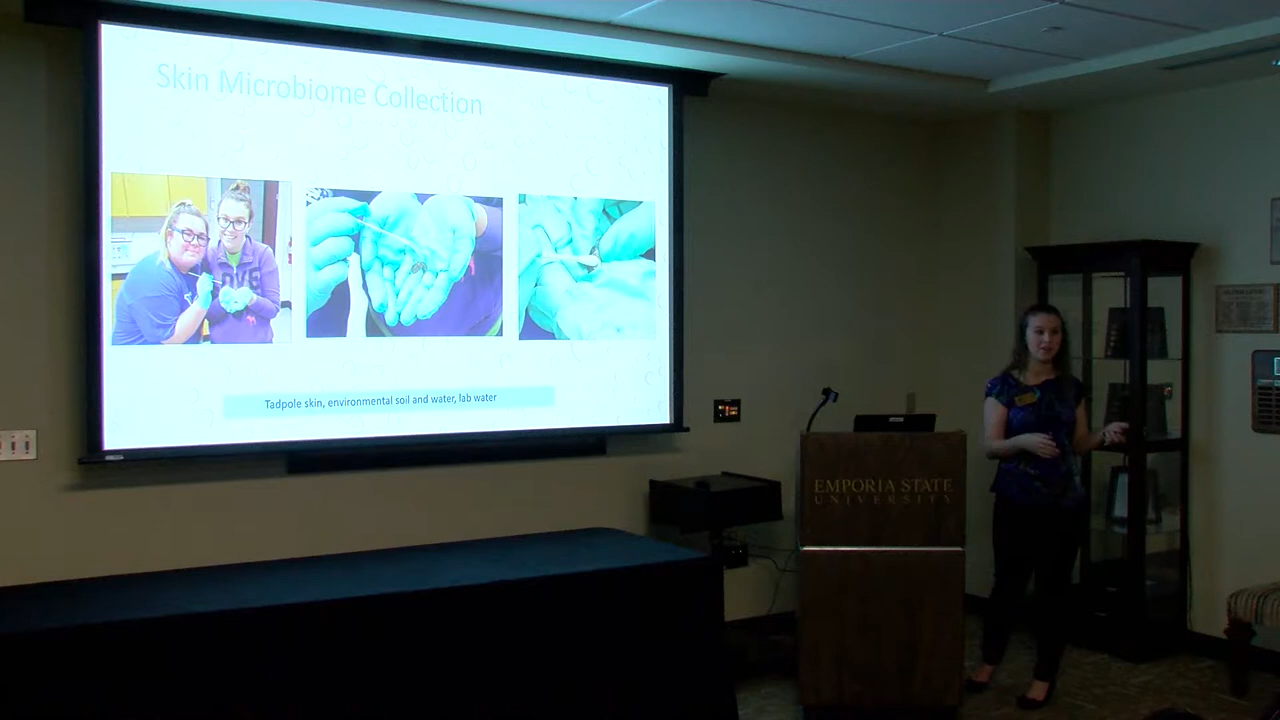 Skin Microbiome Collection
Tadpole skin, environmental soil and water, lab water
EMPORIA STATE
UNIVERSITY